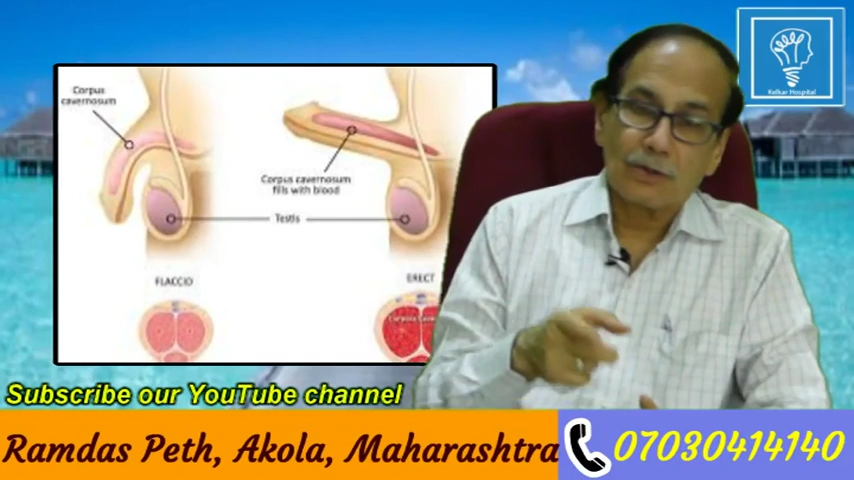 Kelkar Hospital
Corpus
cavernosum
Corpus cavernosum
fills with blood
Testis
FLACCID
ERECT
Subscribe our YouTube channel
Ramdas Peth, Akola, Maharashtra
07030414140